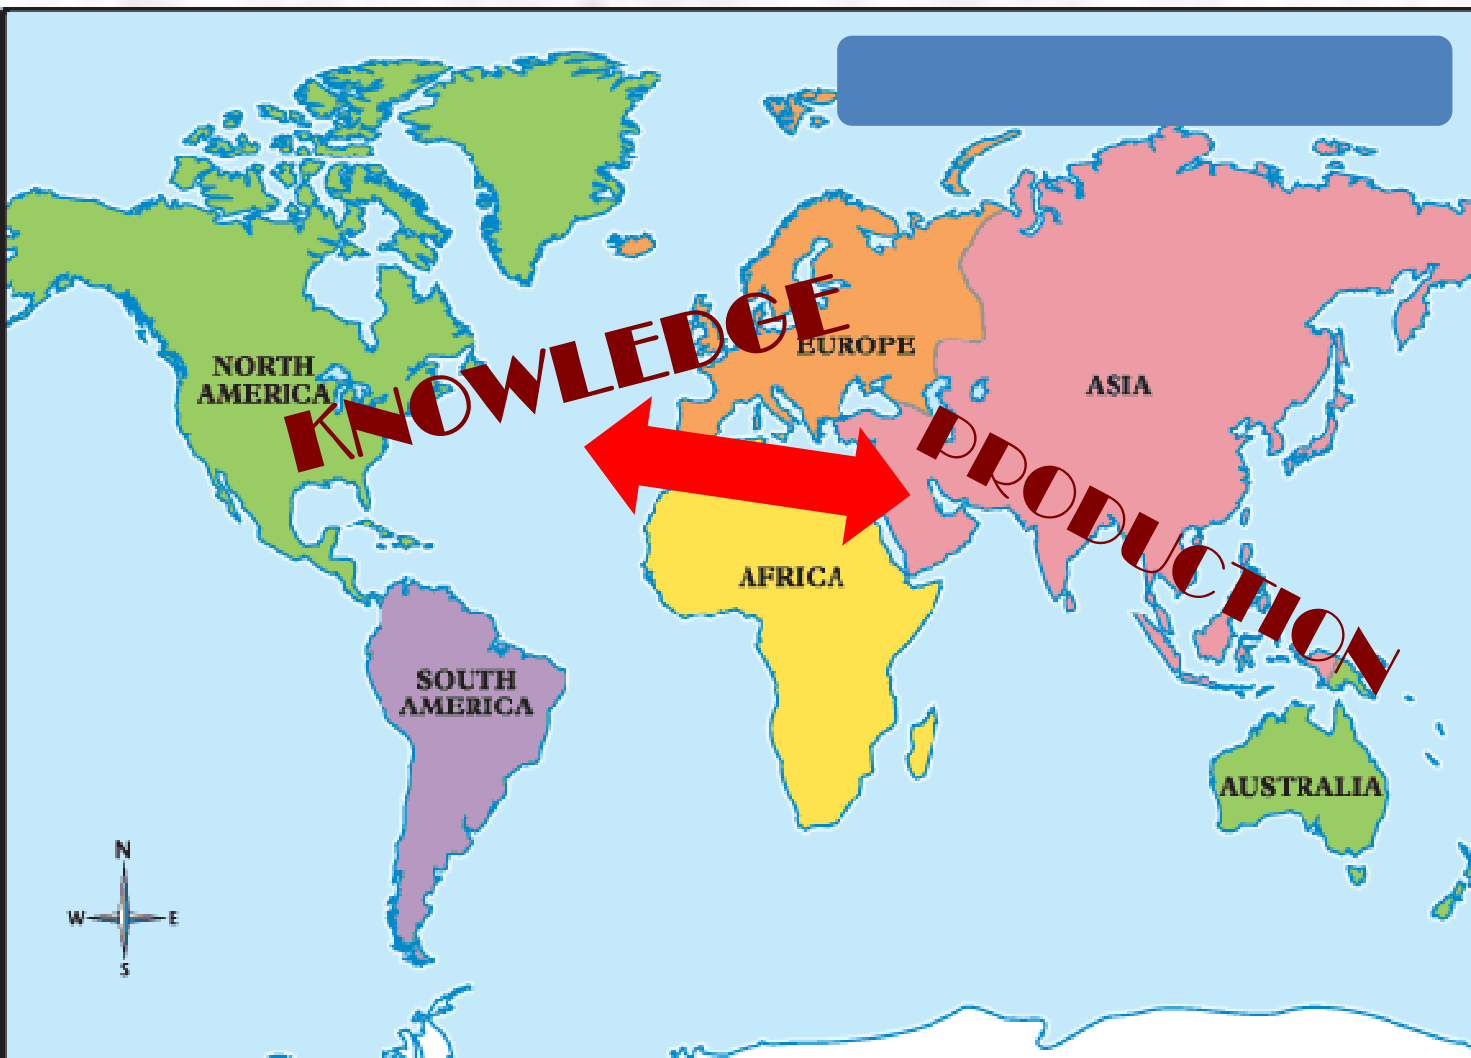 NORTH
AMERICA
KNOWLEDGE
EUROPE
ASIA
PRODUCTION
AFRICA
SOUTH
AMERICA
AUSTRALIA
N
W E
S